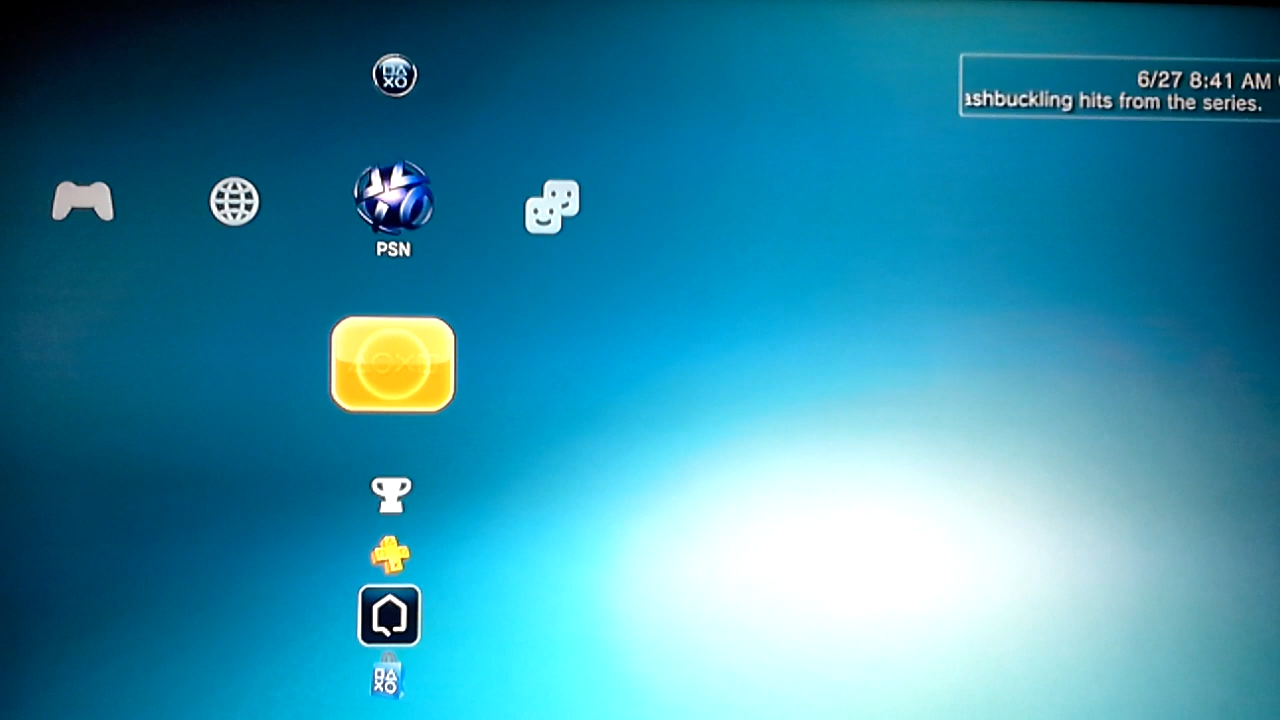 6/27 8:41 AM
ashbuckling hits from the series.
PSN